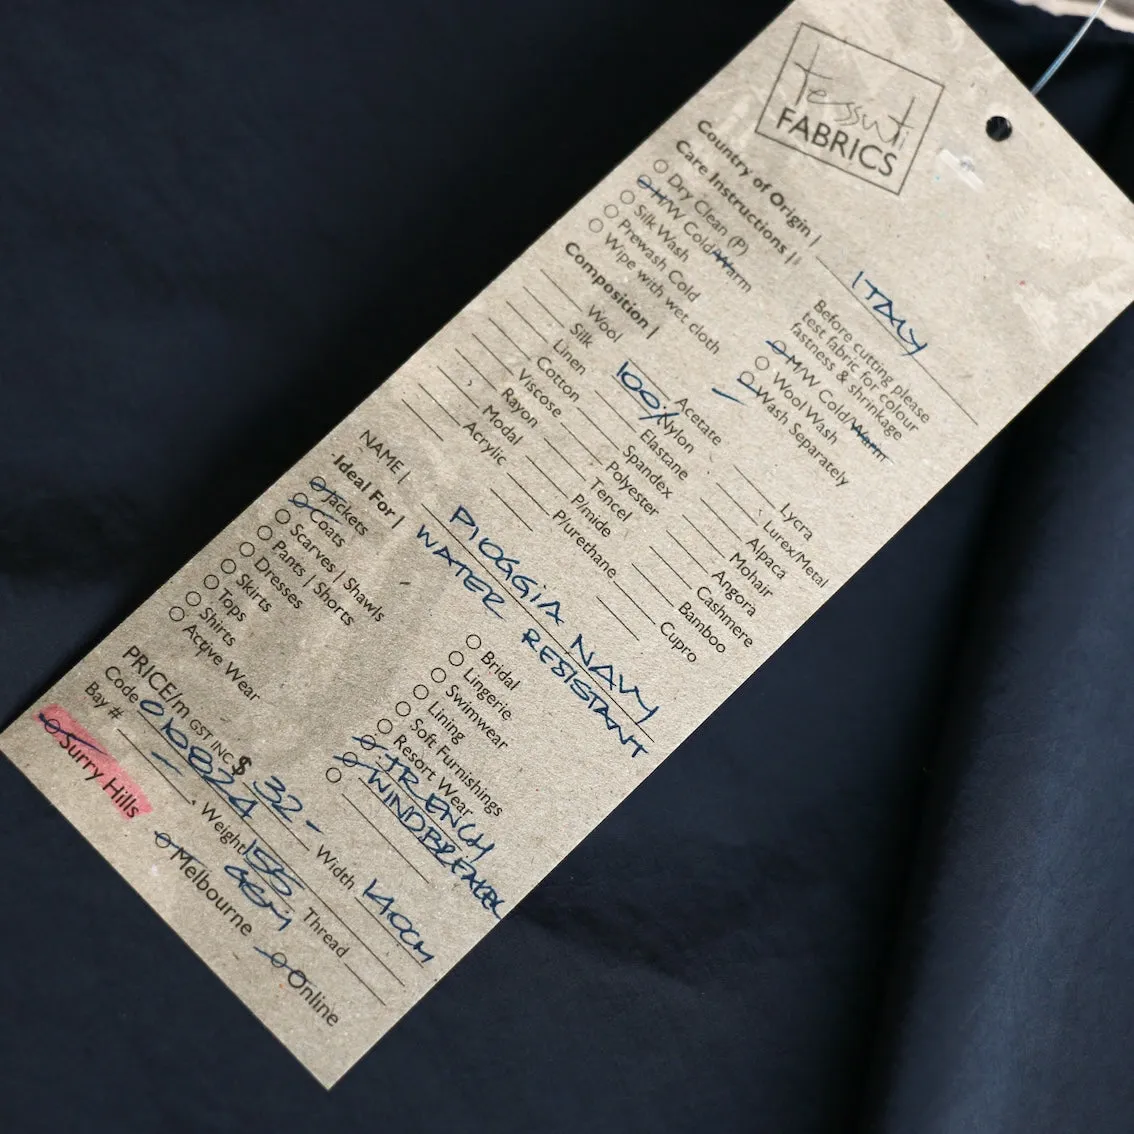 tessuti
FABRICS
Country of Origin | ITALY
Care Instructions |
Dry Clean (P)
H/W Cold/Warm
Silk Wash
Prewash Cold
Wipe with wet cloth
Before cutting please
test fabric for colour
fastness & shrinkage
M/W Cold/Warm
Wool Wash
Wash Separately
Composition |
Wool
Silk
Linen
Cotton
Viscose
Rayon
Modal
Acrylic
Acetate
100% Nylon
Elastane
Spandex
Polyester
Tencel
P/mide
P/urethane
Lycra
Lurex/Metal
Alpaca
Mohair
Angora
Cashmere
Bamboo
Cupro
NAME | PIOGGIA NAVY
WATER RESISTANT
Ideal For |
Jackets
Coats
Scarves | Shawls
Pants | Shorts
Dresses
Skirts
Tops
Shirts
Active Wear
Bridal
Lingerie
Swimwear
Lining
Soft Furnishings
Resort Wear
TRENCH
WINDBREAKER
PRICE/m GST INC. $ 32-
Width 140CM
Code 010824
Weight 155 GSM
Thread
Bay # -
Surry Hills
Melbourne
Online